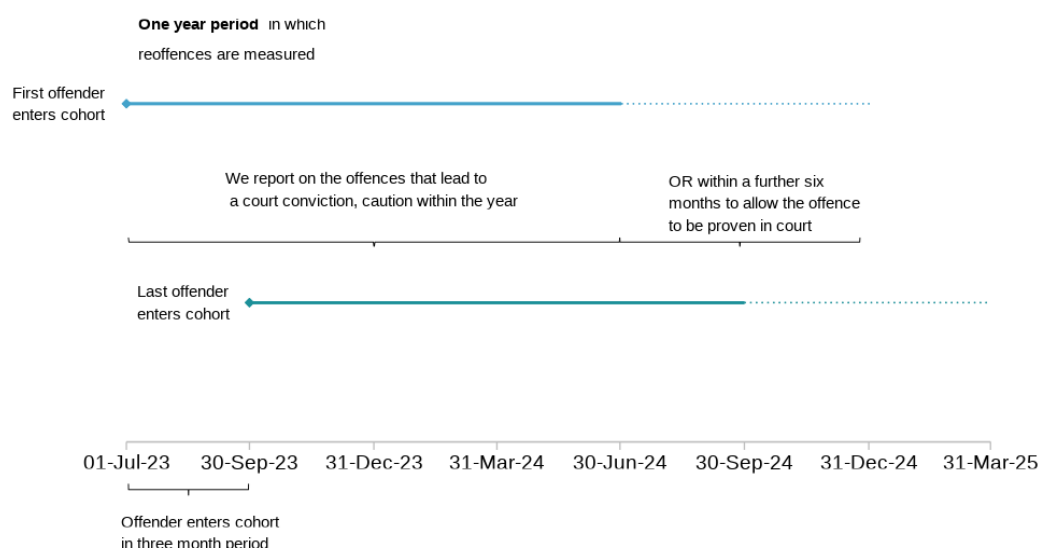 One year period in which
reoffences are measured
First offender
enters cohort
We report on the offences that lead to
a court conviction, caution within the year
OR within a further six
months to allow the offence
to be proven in court
Last offender
enters cohort
01-Jul-23 30-Sep-23 31-Dec-23 31-Mar-24 30-Jun-24 30-Sep-24 31-Dec-24 31-Mar-25
Offender enters cohort
in three month period